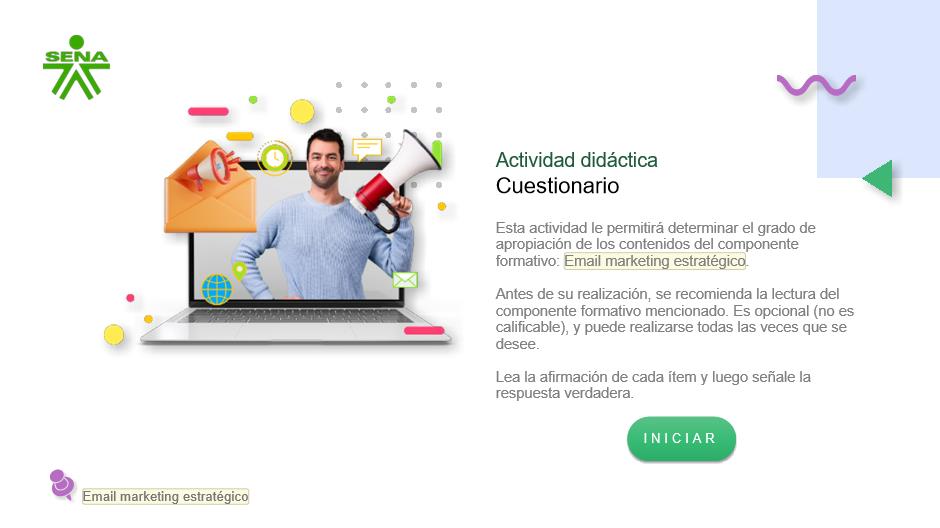 SENA
Actividad didáctica
Cuestionario
Esta actividad le permitirá determinar el grado de
apropiación de los contenidos del componente
formativo: Email marketing estratégico.
Antes de su realización, se recomienda la lectura del
componente formativo mencionado. Es opcional (no es
calificable), y puede realizarse todas las veces que se
desee.
Lea la afirmación de cada ítem y luego señale la
respuesta verdadera.
INICIAR
Email marketing estratégico